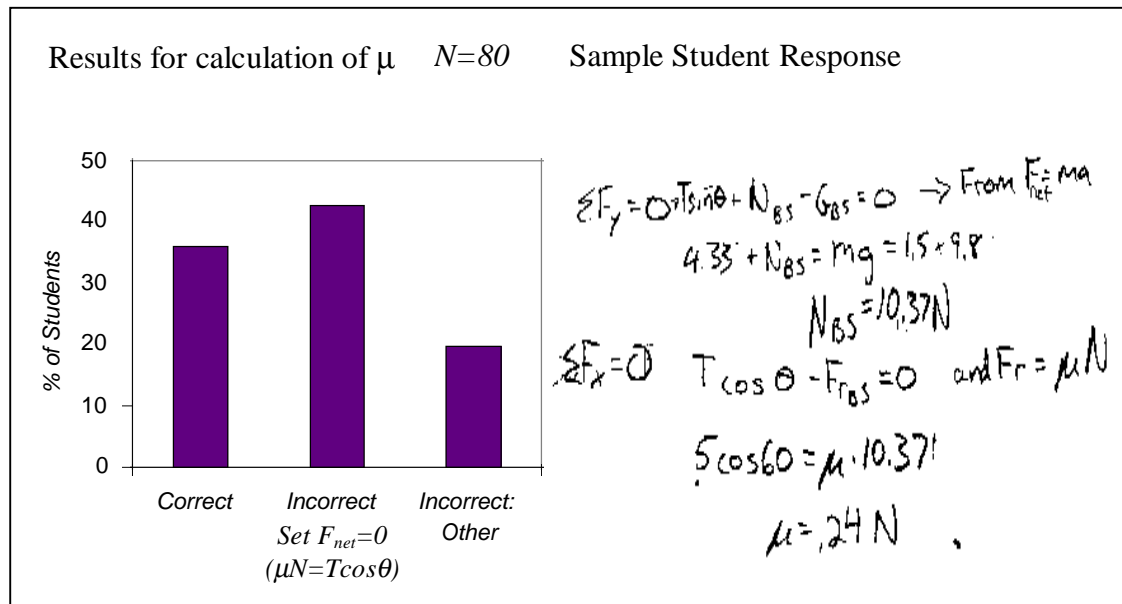 Results for calculation of μ N=80 Sample Student Response
50
40
30
20
10
0
% of Students
Correct
Incorrect
Set Fnet=0
(μN=Tcosθ)
Incorrect:
Other
ΣFy=0 Tsinθ + NBS - GBS = 0 → From Fnet=ma
4.33 + NBS = mg = 1.5 * 9.8
NBS = 10.37N
ΣFx=0 Tcosθ - FrBS = 0 and Fr = μN
5cos60 = μ · 10.37
μ = .24 N